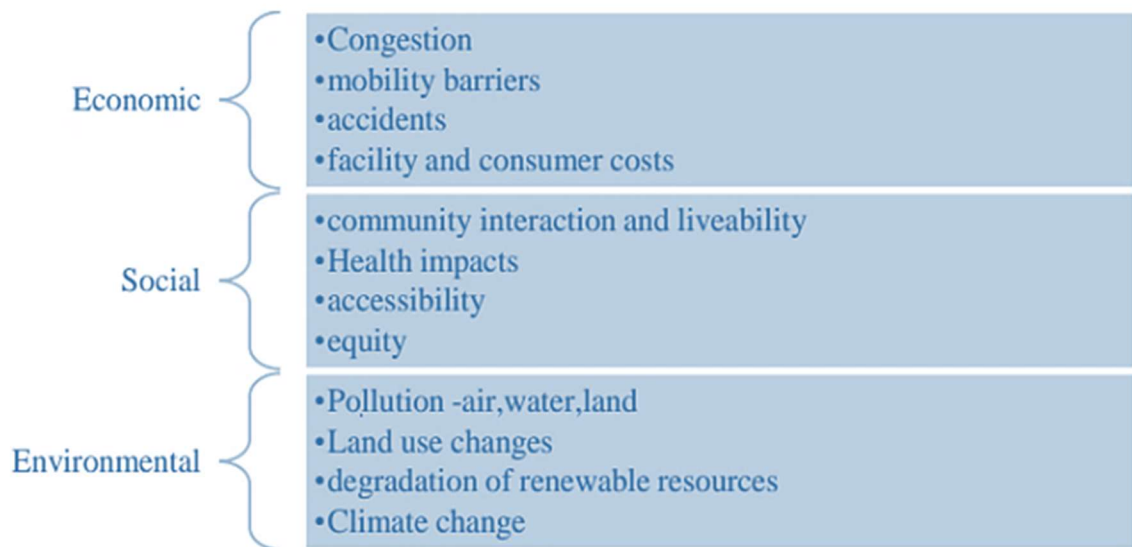 Economic
•Congestion
•mobility barriers
•accidents
•facility and consumer costs
Social
•community interaction and liveability
•Health impacts
•accessibility
•equity
Environmental
•Pollution -air,water,land
•Land use changes
•degradation of renewable resources
•Climate change